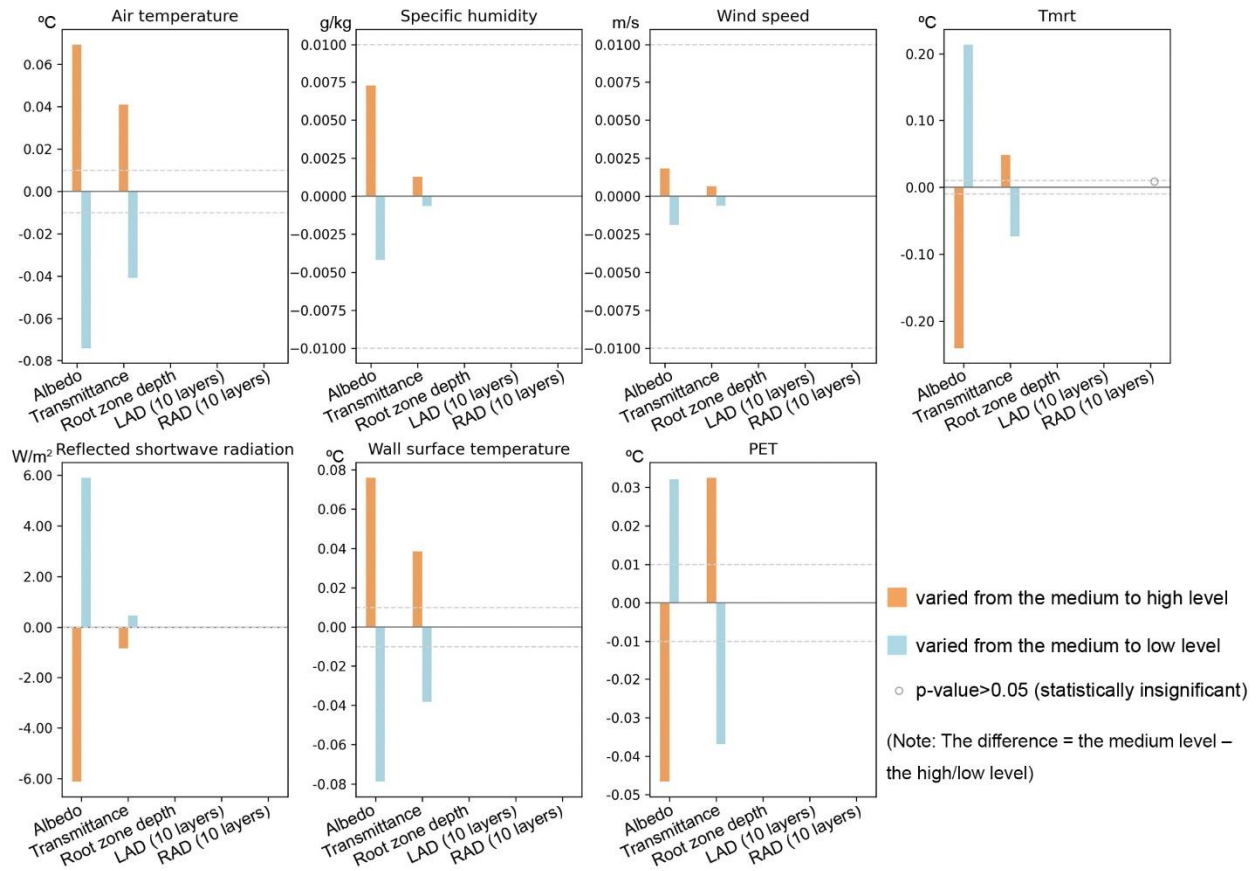 ºC
Air temperature
0.06
0.04
0.02
0.00
-0.02
-0.04
-0.06
-0.08
Albedo
Transmittance
Root zone depth
LAD (10 layers)
RAD (10 layers)
g/kg
Specific humidity
0.0100
0.0075
0.0050
0.0025
0.0000
-0.0025
-0.0050
-0.0075
−0.0100
Albedo
Transmittance
Root zone depth
LAD (10 layers)
RAD (10 layers)
m/s
Wind speed
0.0100
0.0075
0.0050
0.0025
0.0000
−0.0025
−0.0050
−0.0075
−0.0100
Albedo
Transmittance
Root zone depth
LAD (10 layers)
RAD (10 layers)
ºC
Tmrt
0.20
0.10
0.00
-0.10
-0.20
Albedo
Transmittance
Root zone depth
LAD (10 layers)
RAD (10 layers)
W/m²
Reflected shortwave radiation
6.00
4.00
2.00
0.00
-2.00
-4.00
-6.00
Albedo
Transmittance
Root zone depth
LAD (10 layers)
RAD (10 layers)
ºC
Wall surface temperature
0.08
0.06
0.04
0.02
0.00
-0.02
-0.04
-0.06
-0.08
Albedo
Transmittance
Root zone depth
LAD (10 layers)
RAD (10 layers)
ºC
PET
0.03
0.02
0.01
0.00
-0.01
-0.02
-0.03
-0.04
-0.05
Albedo
Transmittance
Root zone depth
LAD (10 layers)
RAD (10 layers)
varied from the medium to high level
varied from the medium to low level
p-value>0.05 (statistically insignificant)
(Note: The difference = the medium level –
the high/low level)